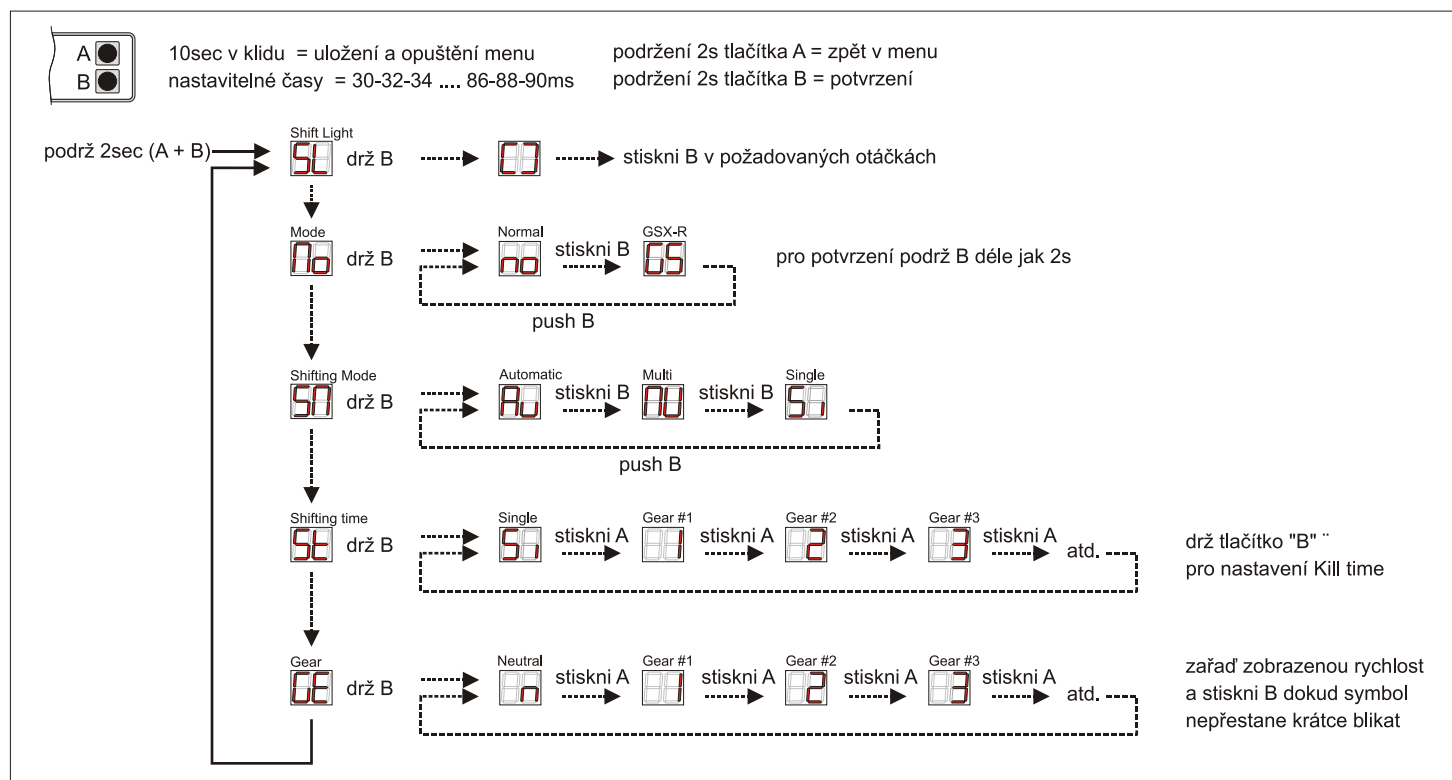 A
B
10sec v klidu = uložení a opuštění menu
nastavitelné časy = 30-32-34 .... 86-88-90ms
podržení 2s tlačítka A = zpět v menu
podržení 2s tlačítka B = potvrzení
podrž 2sec (A + B)
Shift Light
SL
drž B
stiskni B v požadovaných otáčkách
Mode
Mo
drž B
Normal
no
stiskni B
GSX-R
GS
push B
pro potvrzení podrž B déle jak 2s
Shifting Mode
SM
drž B
Automatic
Au
stiskni B
Multi
MU
stiskni B
Single
Si
push B
Shifting time
St
drž B
Single
Si
stiskni A
Gear #1
1
stiskni A
Gear #2
2
stiskni A
Gear #3
3
stiskni A
atd.
drž tlačítko "B" ¨
pro nastavení Kill time
Gear
GE
drž B
Neutral
n
stiskni A
Gear #1
1
stiskni A
Gear #2
2
stiskni A
Gear #3
3
stiskni A
atd.
zařaď zobrazenou rychlost
a stiskni B dokud symbol
nepřestane krátce blikat